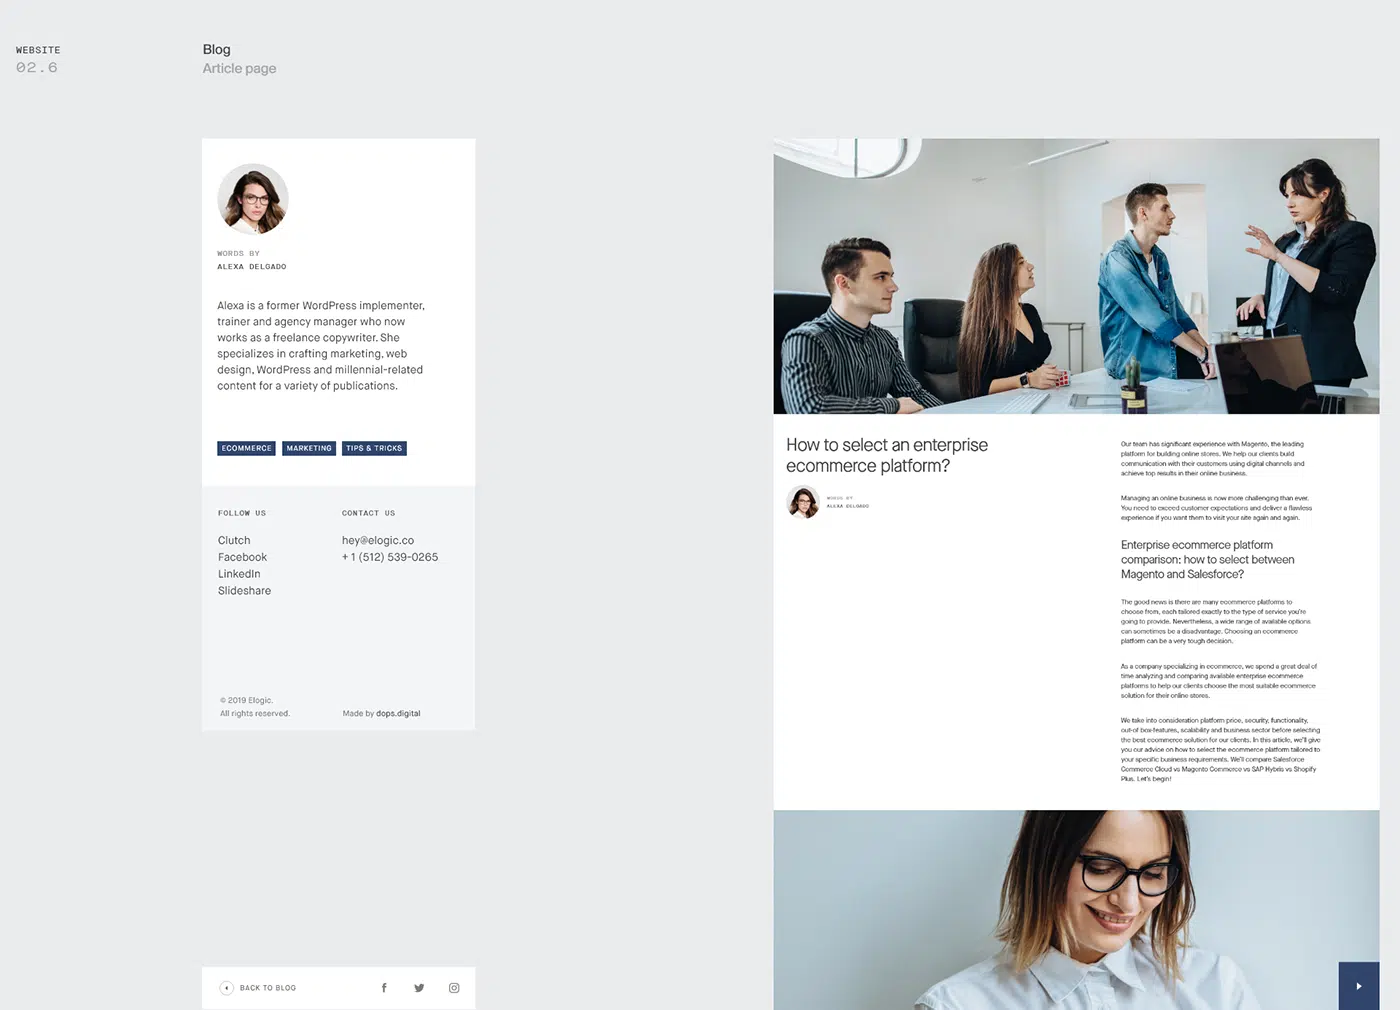 WEBSITE
02.6
Blog
Article page
WORDS BY
ALEXA DELGADO
Alexa is a former WordPress implementer,
trainer and agency manager who now
works as a freelance copywriter. She
specializes in crafting marketing, web
design, WordPress and millennial-related
content for a variety of publications.
ECOMMERCE MARKETING TIPS & TRICKS
FOLLOW US
Clutch
Facebook
LinkedIn
Slideshare
CONTACT US
hey@elogic.co
+ 1 (512) 539-0265
© 2019 Elogic.
All rights reserved.
Made by dops.digital
BACK TO BLOG
How to select an enterprise
ecommerce platform?
WORDS BY
ALEXA DELGADO
Our team has significant experience with Magento, the leading
platform for building online stores. We help our clients build
communication with their customers using digital channels and
achieve top results in their online business.
Managing an online business is now more challenging than ever.
You need to exceed customer expectations and deliver a flawless
experience if you want them to visit your site again and again.
Enterprise ecommerce platform
comparison: how to select between
Magento and Salesforce?
The good news is there are many ecommerce platforms to
choose from, each tailored exactly to the type of service you're
going to provide. Nevertheless, a wide range of available options
can sometimes be a disadvantage. Choosing an ecommerce
platform can be a very tough decision.
As a company specializing in ecommerce, we spend a great deal of
time analyzing and comparing available enterprise ecommerce
platforms to help our clients choose the most suitable ecommerce
solution for their online stores.
We take into consideration platform price, security, functionality,
out-of box-features, scalability and business sector before selecting
the best ecommerce solution for our clients. In this article, we'll give
you our advice on how to select the ecommerce platform tailored to
your specific business requirements. We'll compare Salesforce
Commerce Cloud vs Magento Commerce vs SAP Hybris vs Shopify
Plus. Let's begin!